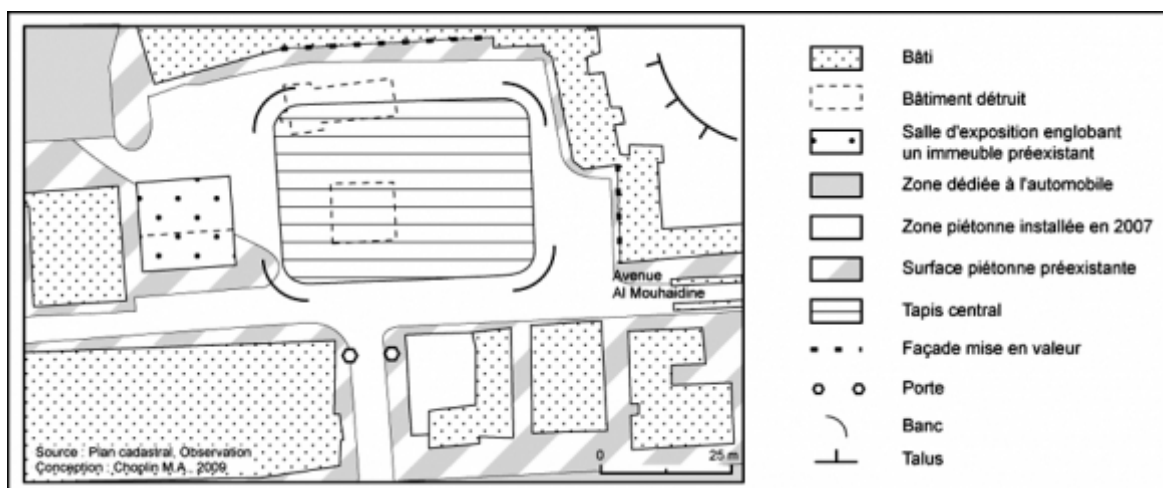 Avenue
Al Mouhaidine
Source : Plan cadastral, Observation
Conception : Choplin M.A., 2009
0 25 m
Bâti
Bâtiment détruit
Salle d'exposition englobant
un immeuble préexistant
Zone dédiée à l'automobile
Zone piétonne installée en 2007
Surface piétonne préexistante
Tapis central
Façade mise en valeur
Porte
Banc
Talus